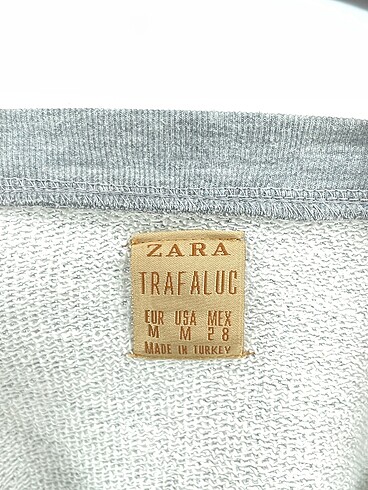 ZARA
TRAFALUC
EUR USA MEX
M M 28
MADE IN TURKEY